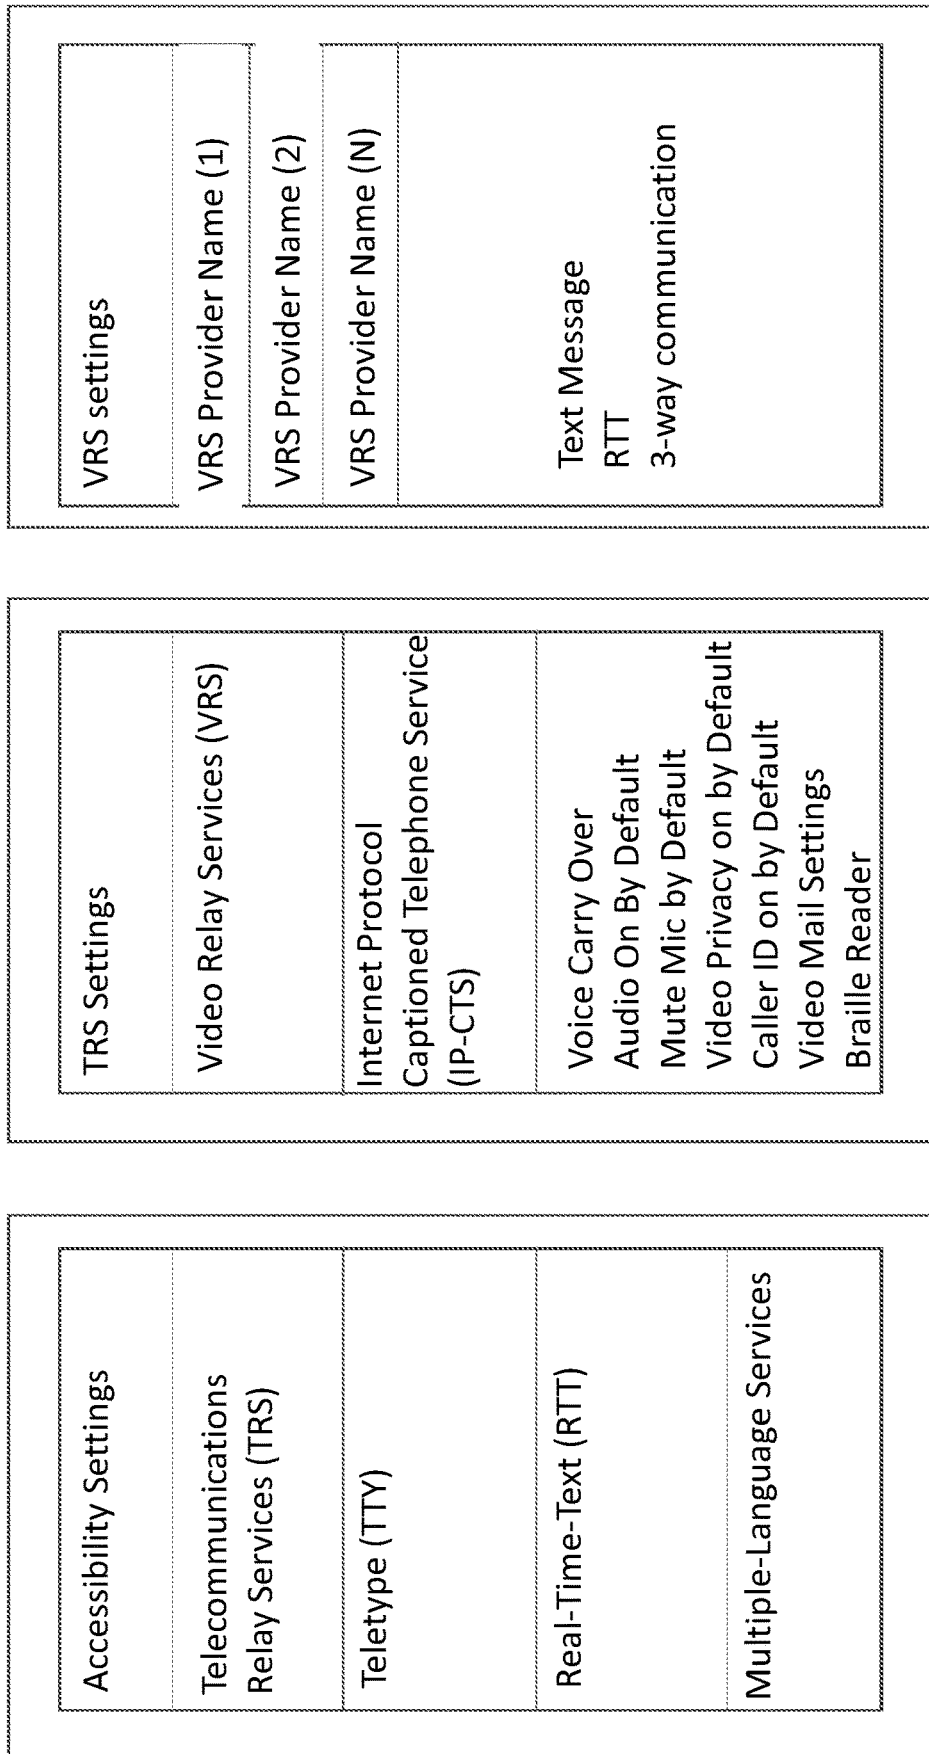 Accessibility Settings
Telecommunications
Relay Services (TRS)
Teletype (TTY)
Real-Time-Text (RTT)
Multiple-Language Services
TRS Settings
Video Relay Services (VRS)
Internet Protocol
Captioned Telephone Service
(IP-CTS)
Voice Carry Over
Audio On By Default
Mute Mic by Default
Video Privacy on by Default
Caller ID on by Default
Video Mail Settings
Braille Reader
VRS settings
VRS Provider Name (1)
VRS Provider Name (2)
VRS Provider Name (N)
Text Message
RTT
3-way communication